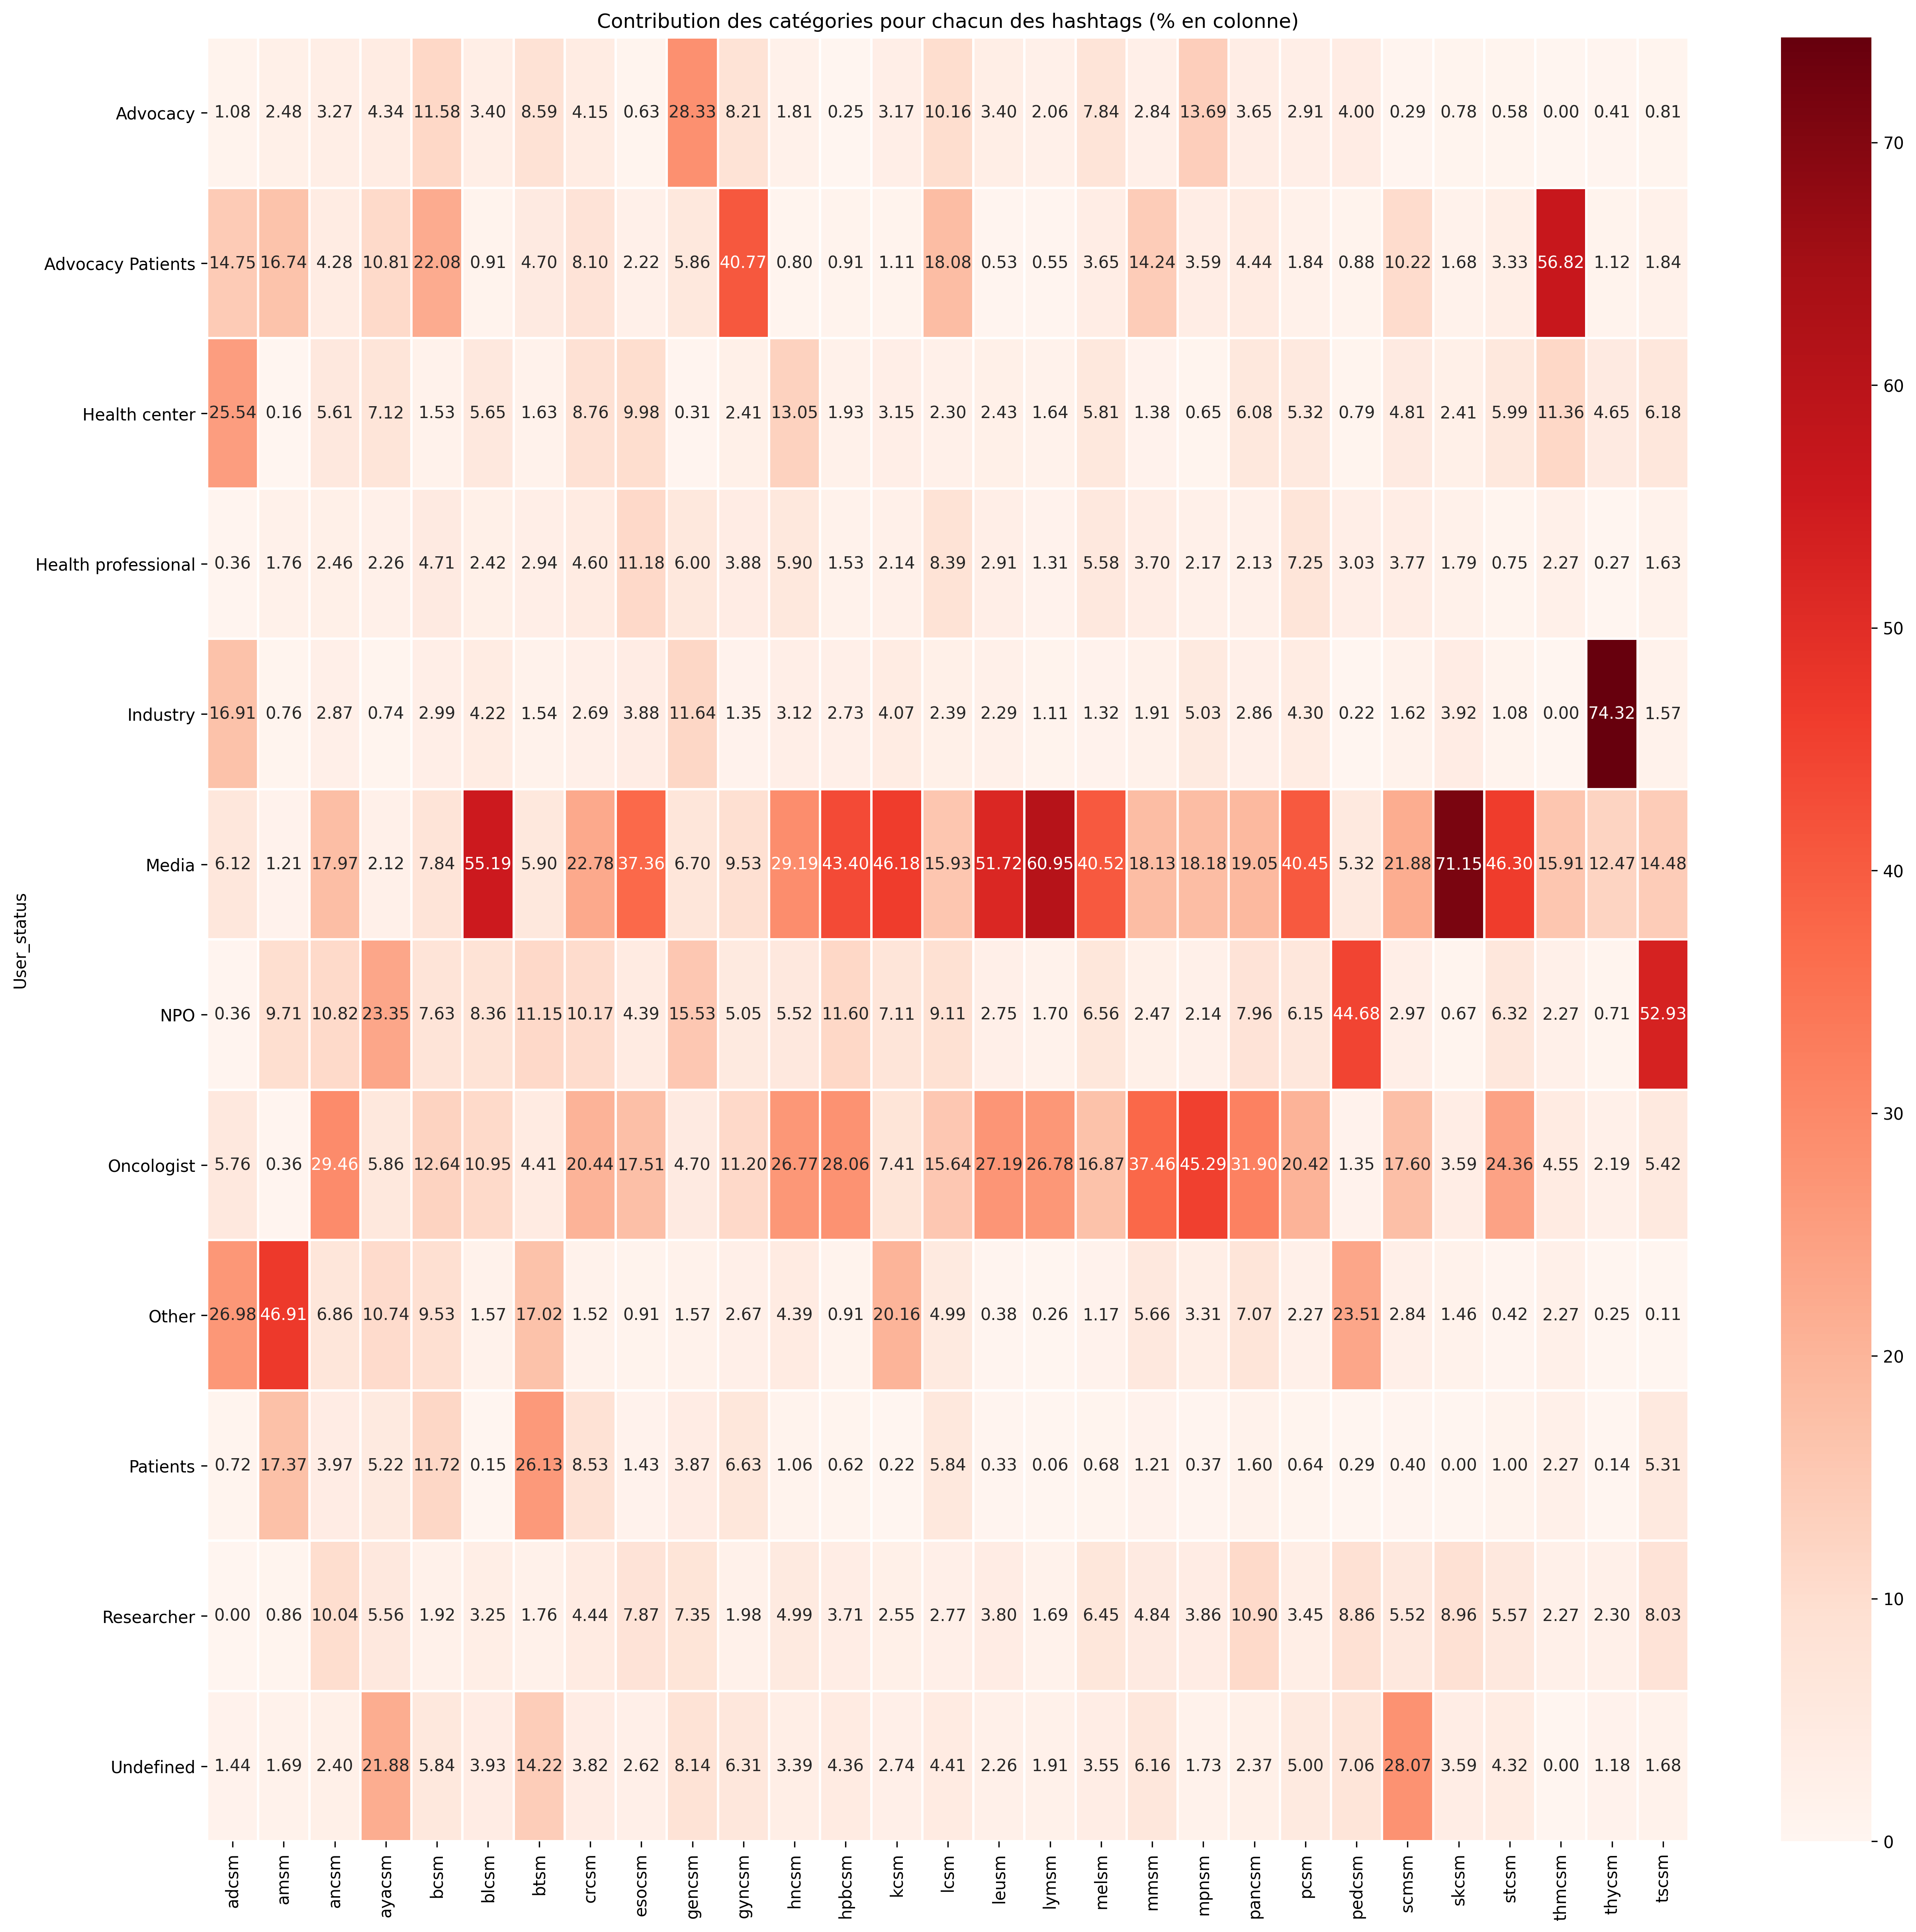 Contribution des catégories pour chacun des hashtags (% en colonne)
User_status
Advocacy 1.08 2.48 3.27 4.34 11.58 3.40 8.59 4.15 0.63 28.33 8.21 1.81 0.25 3.17 10.16 3.40 2.06 7.84 2.84 13.69 3.65 2.91 4.00 0.29 0.78 0.58 0.00 0.41 0.81
Advocacy Patients 14.75 16.74 4.28 10.81 22.08 0.91 4.70 8.10 2.22 5.86 40.77 0.80 0.91 1.11 18.08 0.53 0.55 3.65 14.24 3.59 4.44 1.84 0.88 10.22 1.68 3.33 56.82 1.12 1.84
Health center 25.54 0.16 5.61 7.12 1.53 5.65 1.63 8.76 9.98 0.31 2.41 13.05 1.93 3.15 2.30 2.43 1.64 5.81 1.38 0.65 6.08 5.32 0.79 4.81 2.41 5.99 11.36 4.65 6.18
Health professional 0.36 1.76 2.46 2.26 4.71 2.42 2.94 4.60 11.18 6.00 3.88 5.90 1.53 2.14 8.39 2.91 1.31 5.58 3.70 2.17 2.13 7.25 3.03 3.77 1.79 0.75 2.27 0.27 1.63
Industry 16.91 0.76 2.87 0.74 2.99 4.22 1.54 2.69 3.88 11.64 1.35 3.12 2.73 4.07 2.39 2.29 1.11 1.32 1.91 5.03 2.86 4.30 0.22 1.62 3.92 1.08 0.00 74.32 1.57
Media 6.12 1.21 17.97 2.12 7.84 55.19 5.90 22.78 37.36 6.70 9.53 29.19 43.40 46.18 15.93 51.72 60.95 40.52 18.13 18.18 19.05 40.45 5.32 21.88 71.15 46.30 15.91 12.47 14.48
NPO 0.36 9.71 10.82 23.35 7.63 8.36 11.15 10.17 4.39 15.53 5.05 5.52 11.60 7.11 9.11 2.75 1.70 6.56 2.47 2.14 7.96 6.15 44.68 2.97 0.67 6.32 2.27 0.71 52.93
Oncologist 5.76 0.36 29.46 5.86 12.64 10.95 4.41 20.44 17.51 4.70 11.20 26.77 28.06 7.41 15.64 27.19 26.78 16.87 37.46 45.29 31.90 20.42 1.35 17.60 3.59 24.36 4.55 2.19 5.42
Other 26.98 46.91 6.86 10.74 9.53 1.57 17.02 1.52 0.91 1.57 2.67 4.39 0.91 20.16 4.99 0.38 0.26 1.17 5.66 3.31 7.07 2.27 23.51 2.84 1.46 0.42 2.27 0.25 0.11
Patients 0.72 17.37 3.97 5.22 11.72 0.15 26.13 8.53 1.43 3.87 6.63 1.06 0.62 0.22 5.84 0.33 0.06 0.68 1.21 0.37 1.60 0.64 0.29 0.40 0.00 1.00 2.27 0.14 5.31
Researcher 0.00 0.86 10.04 5.56 1.92 3.25 1.76 4.44 7.87 7.35 1.98 4.99 3.71 2.55 2.77 3.80 1.69 6.45 4.84 3.86 10.90 3.45 8.86 5.52 8.96 5.57 2.27 2.30 8.03
Undefined 1.44 1.69 2.40 21.88 5.84 3.93 14.22 3.82 2.62 8.14 6.31 3.39 4.36 2.74 4.41 2.26 1.91 3.55 6.16 1.73 2.37 5.00 7.06 28.07 3.59 4.32 0.00 1.18 1.68
adcsm amsm ancsm ayacsm bcsm blcsm btsm crcsm esocsm gencsm gyncsm hncsm hpbcsm kcsm lcsm leusm lymsm melsm mmsm mpnsm pancsm pcsm pedcsm scmsm skcsm stcsm thmcsm thycsm tscsm
70
60
50
40
30
20
10
0